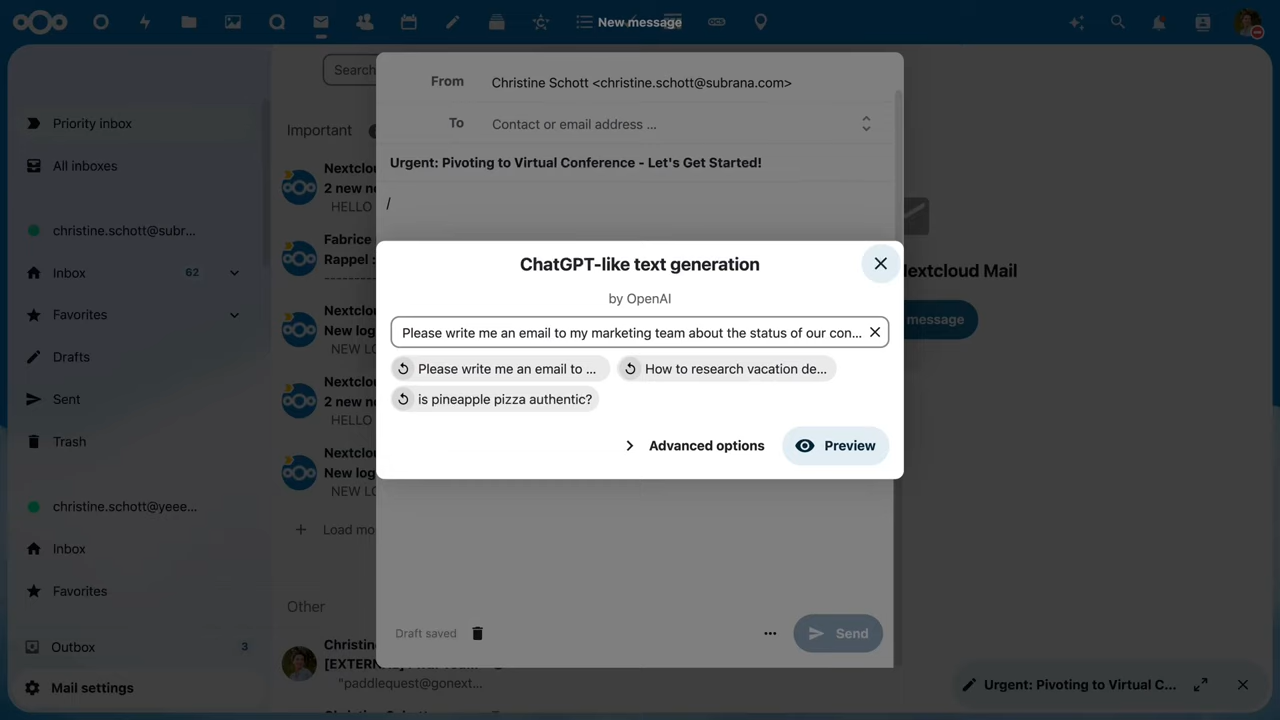 New message
Search
From
Christine Schott <christine.schott@subrana.com>
To
Contact or email address ...
Urgent: Pivoting to Virtual Conference - Let's Get Started!
/
Priority inbox
All inboxes
christine.schott@subr...
Inbox
62
Favorites
Drafts
Sent
Trash
christine.schott@yeee...
Inbox
Favorites
Outbox
3
Mail settings
Important
Nextclou
2 new no
HELLO
Fabrice
Rappel :
------------
Nextclou
New log
NEW LO
Nextclou
2 new no
HELLO
Nextclou
New log
NEW LO
Load mo
Other
Christin
[EXTERN
"paddlequest@gonext...
ChatGPT-like text generation
by OpenAI
Please write me an email to my marketing team about the status of our con...
Please write me an email to ...
How to research vacation de...
is pineapple pizza authentic?
Advanced options
Preview
extcloud Mail
message
Draft saved
...
Send
Urgent: Pivoting to Virtual C...